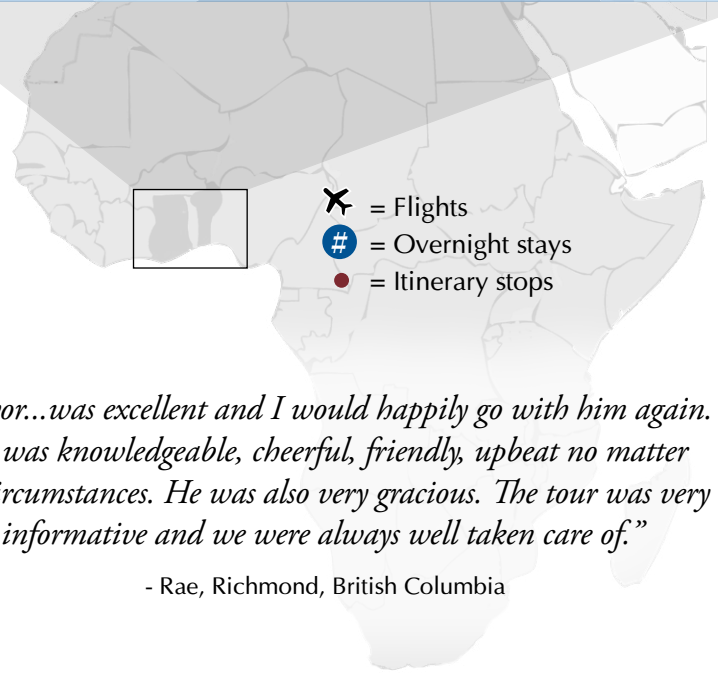 = Flights
# = Overnight stays
= Itinerary stops
...was excellent and I would happily go with him again.
was knowledgeable, cheerful, friendly, upbeat no matter
He was also very gracious. The tour was very
informative and we were always well taken care of.”
- Rae, Richmond, British Columbia